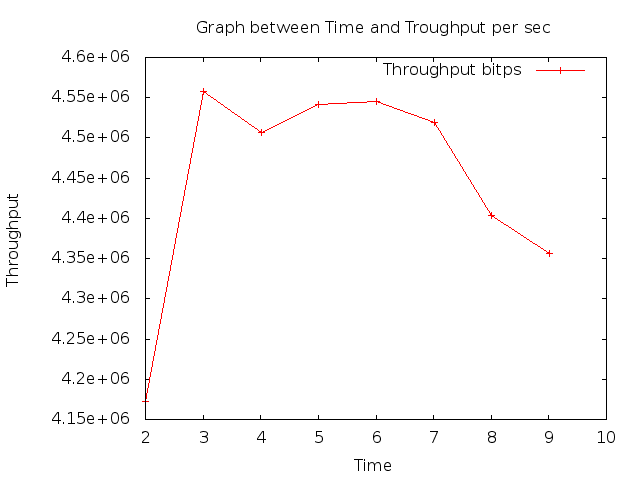 Graph between Time and Troughput per sec
Throughput bitps
4.6e+06
4.55e+06
4.5e+06
4.45e+06
4.4e+06
4.35e+06
4.3e+06
4.25e+06
4.2e+06
4.15e+06
Throughput
2 3 4 5 6 7 8 9 10
Time